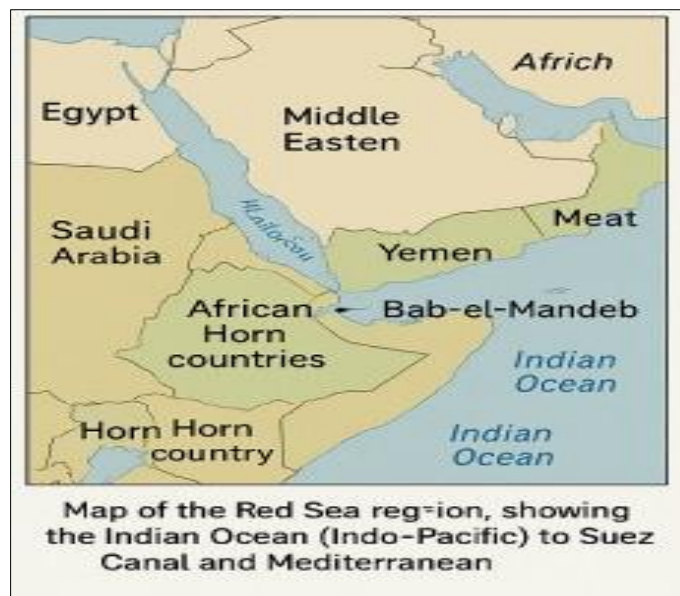 Africh
Egypt
Middle
Easten
Saudi
Arabia
Meat
Yemen
African
Horn
countries
Bab-el-Mandeb
Indian
Ocean
Horn Horn
country
Indian
Ocean
Map of the Red Sea reg=ion, showing
the Indian Ocean (Indo-Pacific) to Suez
Canal and Mediterranean